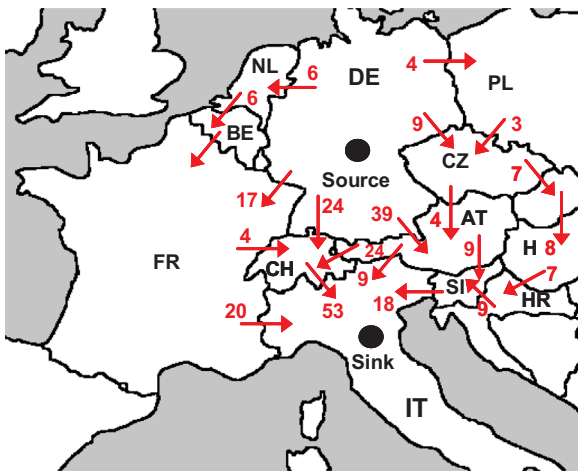 NL
DE
4
PL
6
6
BE
9
3
CZ
7
Source
17
24
39
4
AT
4
24
9
H
8
FR
CH
9
SI
7
HR
53
18
9
20
Sink
IT